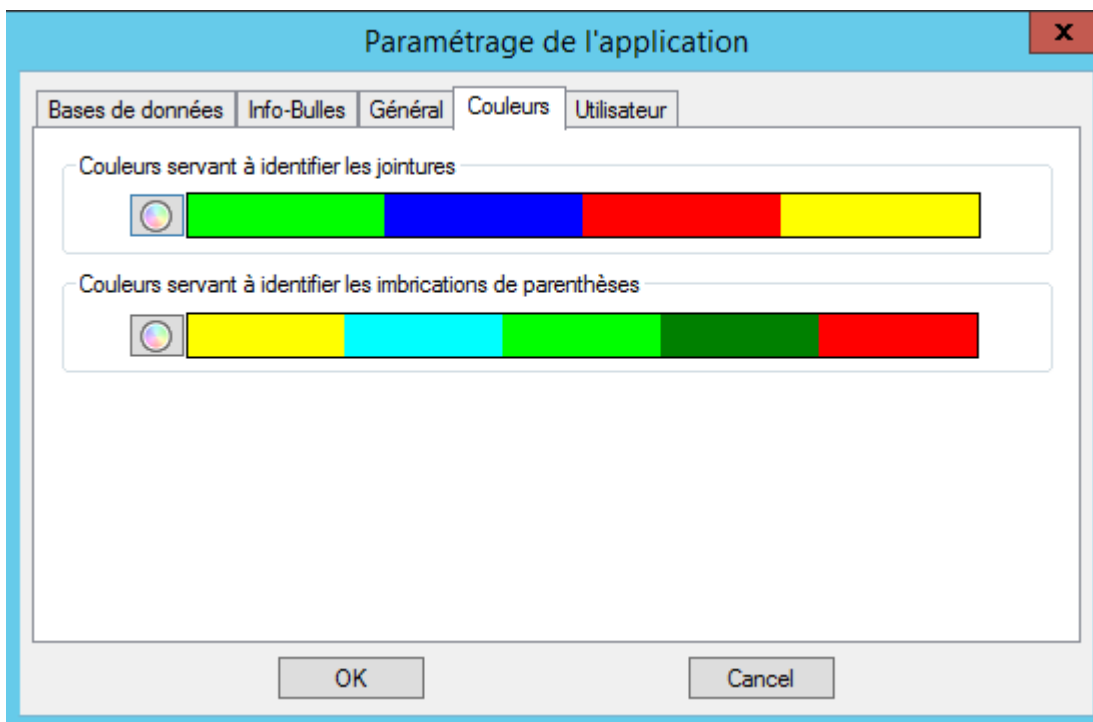 Paramétrage de l'application
x
Bases de données Info-Bulles Général Couleurs Utilisateur
Couleurs servant à identifier les jointures
Couleurs servant à identifier les imbrications de parenthèses
OK Cancel